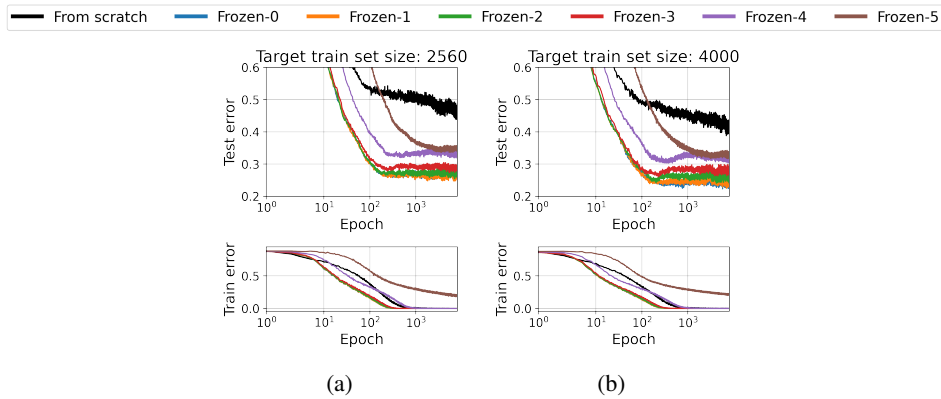 From scratch Frozen-0 Frozen-1 Frozen-2 Frozen-3 Frozen-4 Frozen-5
Target train set size: 2560 Target train set size: 4000
0.6 0.6
0.5 0.5
0.4 0.4
0.3 0.3
0.2 0.2
Test error Test error
10^0 10^1 10^2 10^3 10^0 10^1 10^2 10^3
Epoch Epoch
0.5 0.5
0.0 0.0
Train error Train error
10^0 10^1 10^2 10^3 10^0 10^1 10^2 10^3
Epoch Epoch
(a) (b)